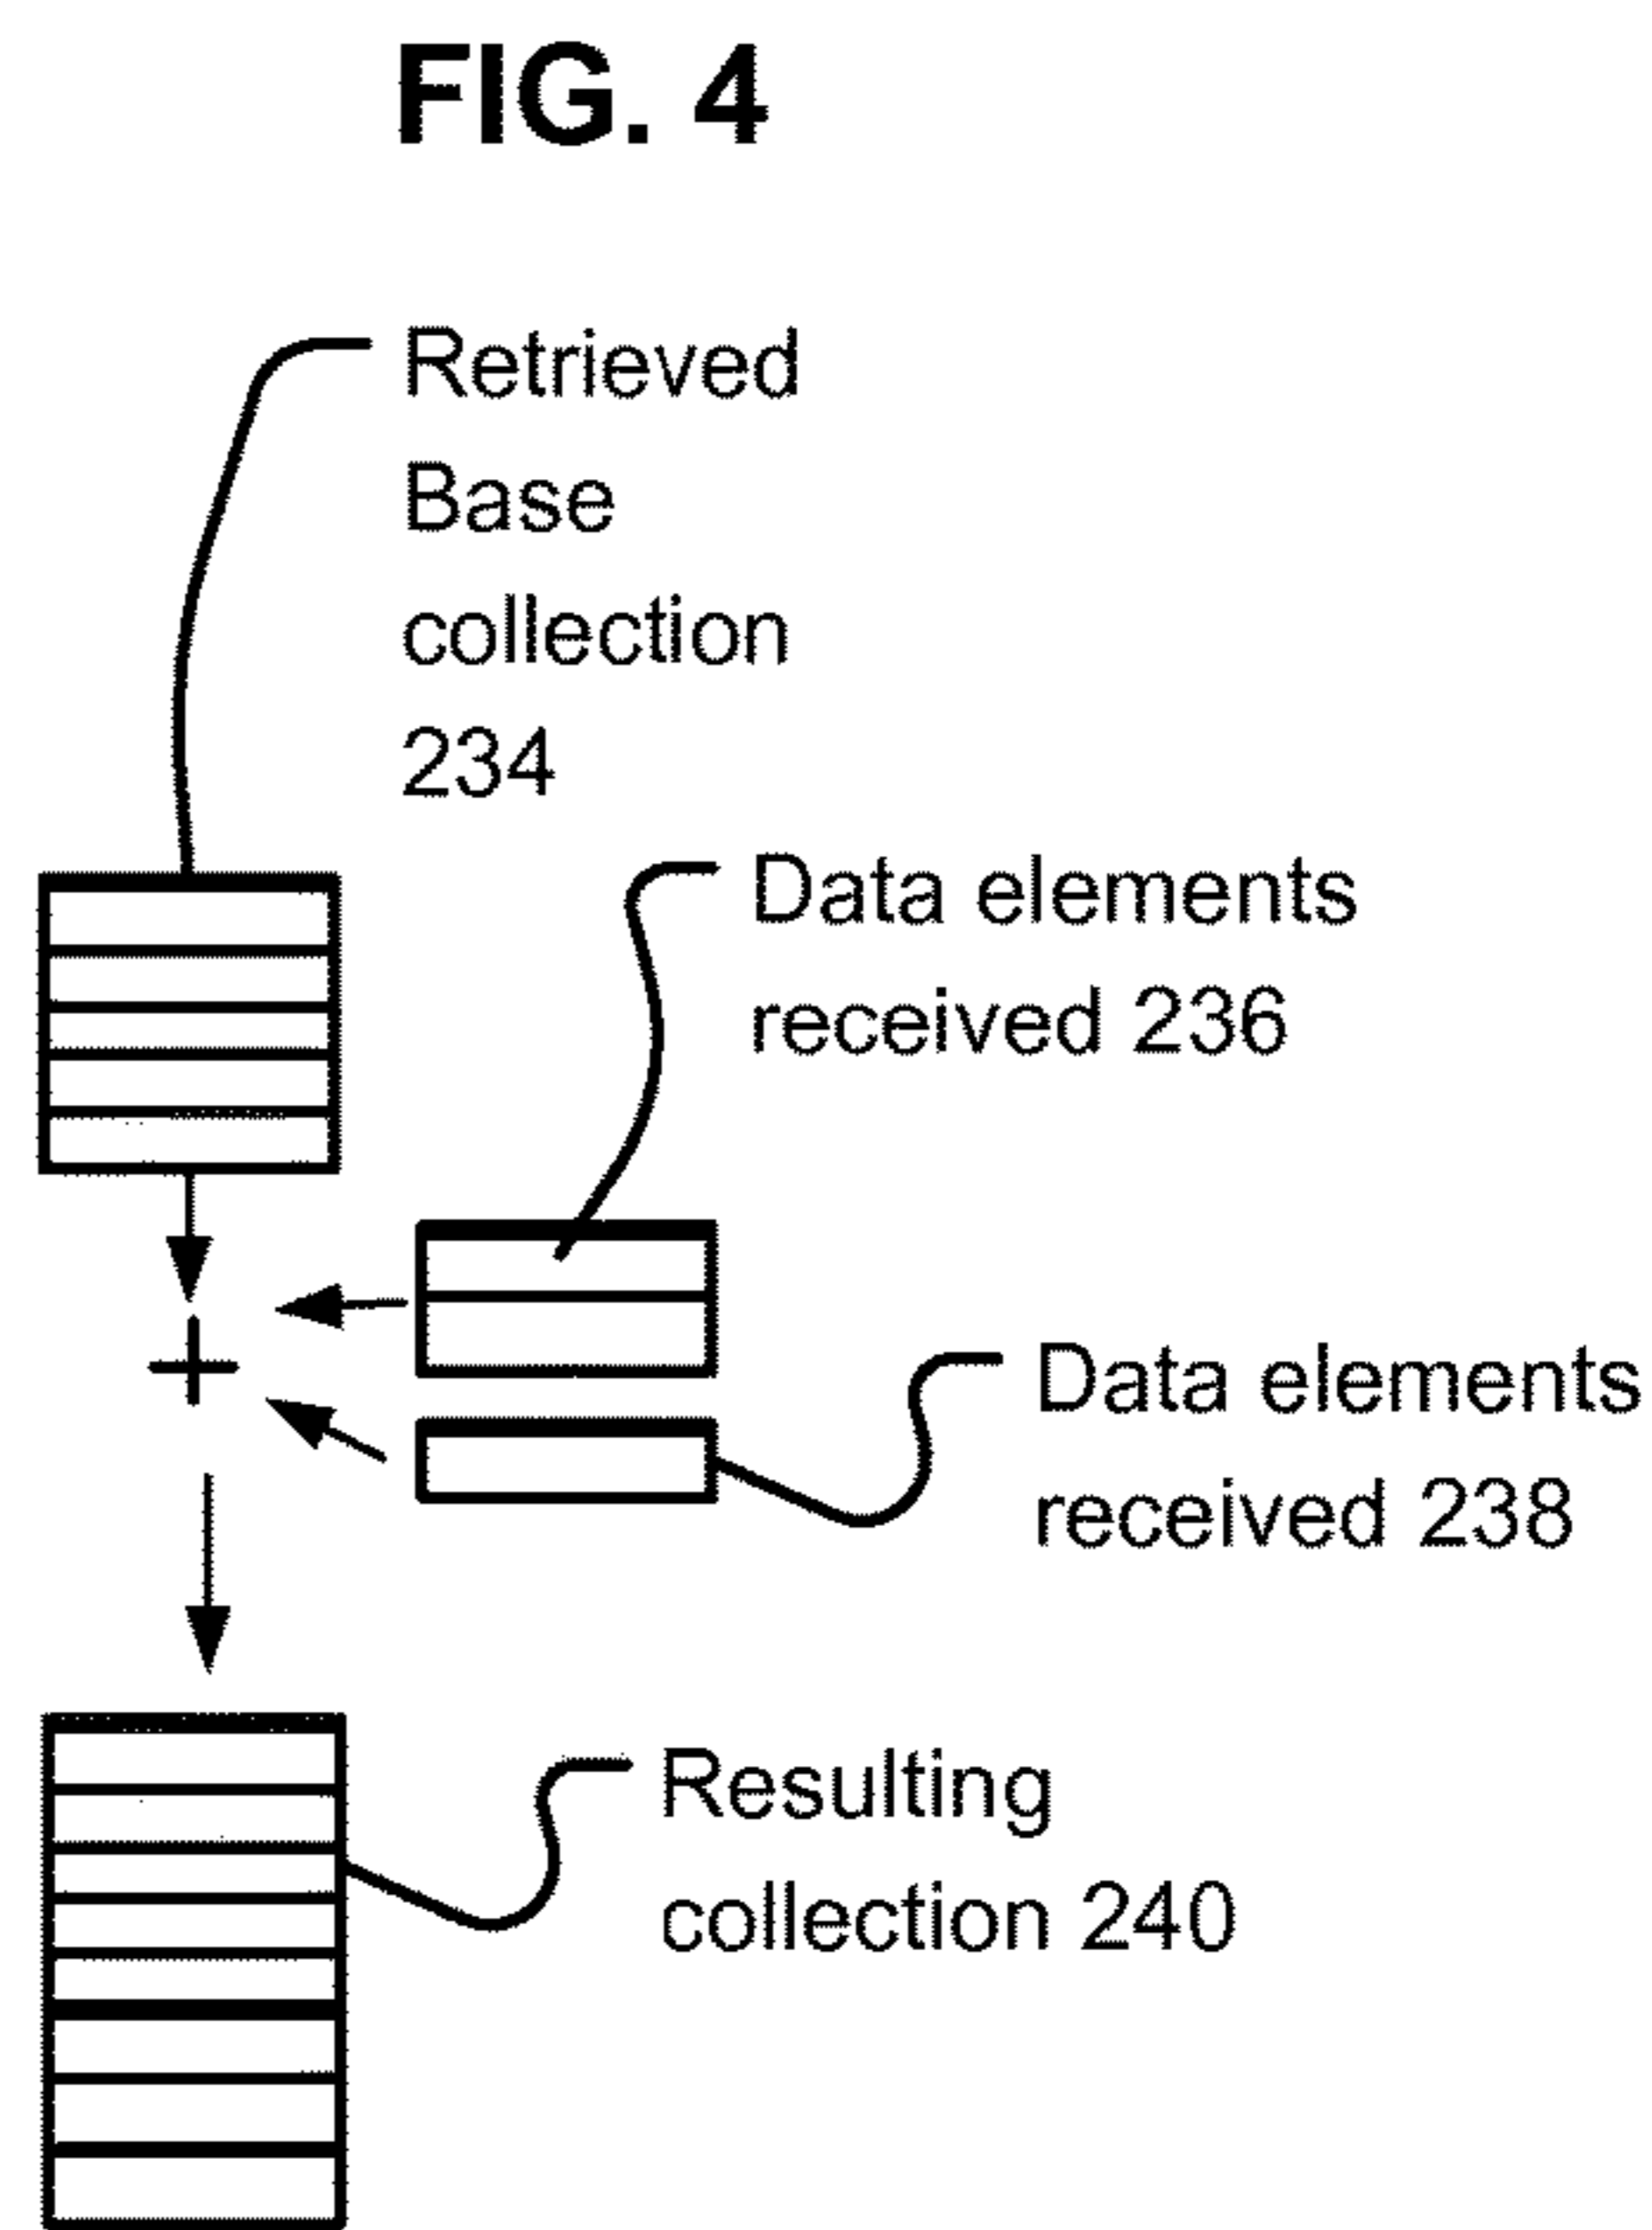 FIG. 4
Retrieved
Base
collection
234
Data elements
received 236
+
Data elements
received 238
Resulting
collection 240